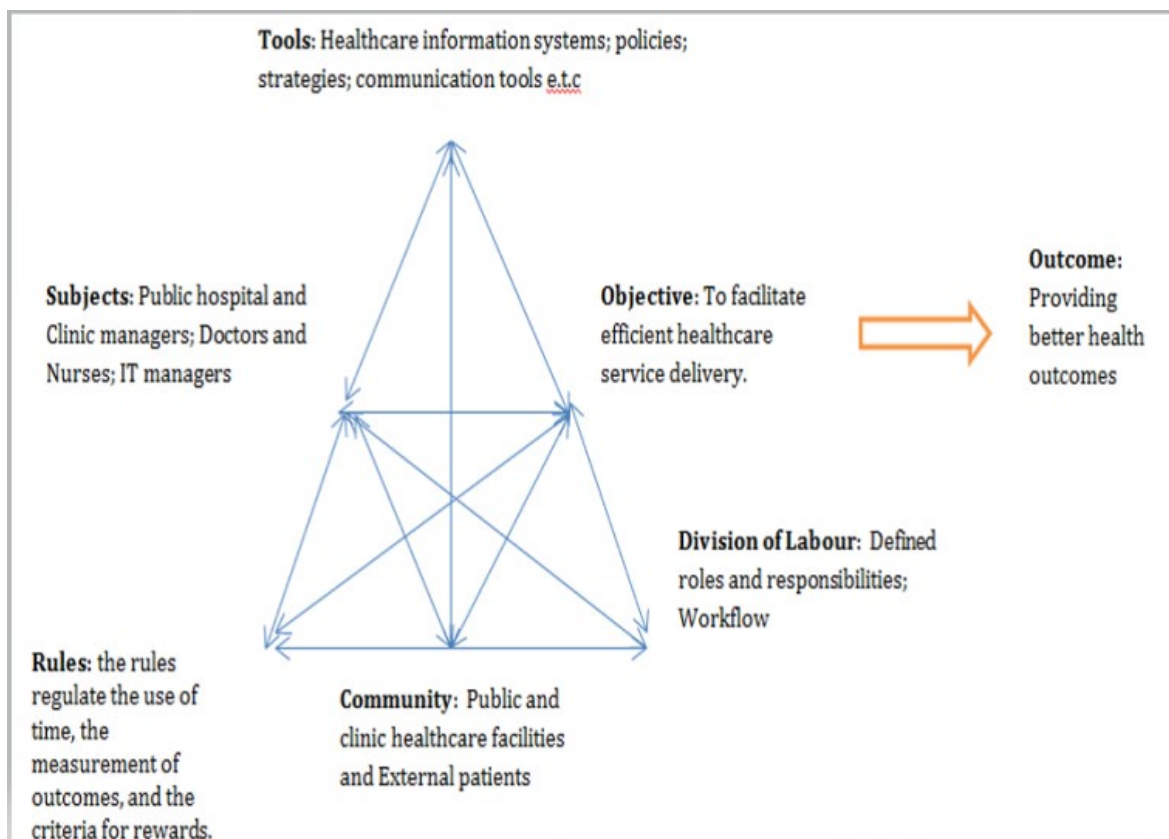 Tools: Healthcare information systems; policies;
strategies; communication tools e.t.c
Subjects: Public hospital and
Clinic managers; Doctors and
Nurses; IT managers
Objective: To facilitate
efficient healthcare
service delivery.
Outcome:
Providing
better health
outcomes
Division of Labour: Defined
roles and responsibilities;
Workflow
Rules: the rules
regulate the use of
time, the
measurement of
outcomes, and the
criteria for rewards.
Community: Public and
clinic healthcare facilities
and External patients